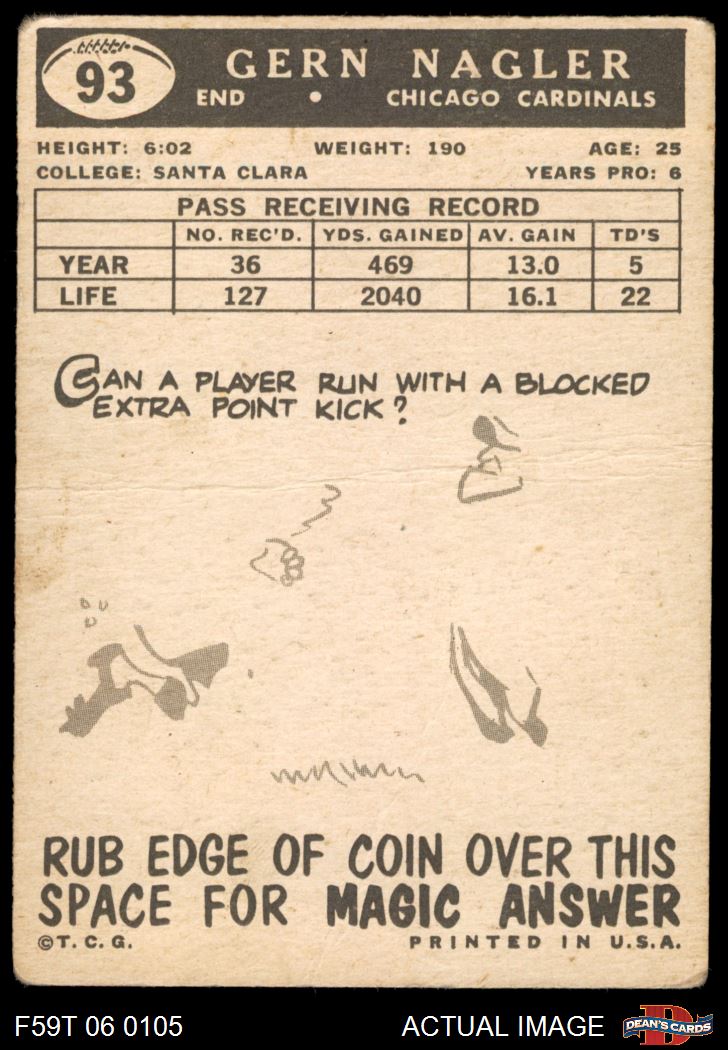 93
GERN NAGLER
END • CHICAGO CARDINALS
HEIGHT: 6:02 WEIGHT: 190 AGE: 25
COLLEGE: SANTA CLARA YEARS PRO: 6
PASS RECEIVING RECORD
NO. REC'D. YDS. GAINED AV. GAIN TD'S
YEAR 36 469 13.0 5
LIFE 127 2040 16.1 22
CAN A PLAYER RUN WITH A BLOCKED
EXTRA POINT KICK?
RUB EDGE OF COIN OVER THIS
SPACE FOR MAGIC ANSWER
©T.C.G. PRINTED IN U.S.A.
F59T 06 0105 ACTUAL IMAGE DEAN'S CARDS